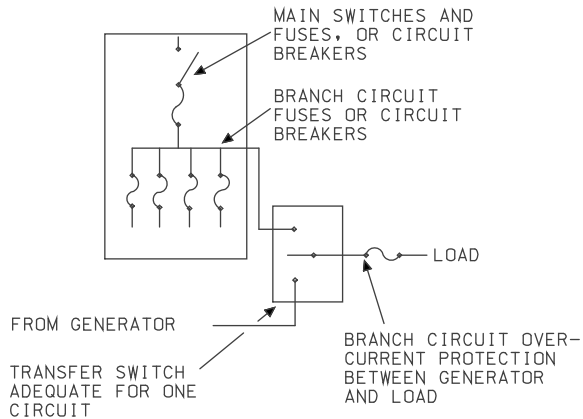 MAIN SWITCHES AND
FUSES, OR CIRCUIT
BREAKERS
BRANCH CIRCUIT
FUSES OR CIRCUIT
BREAKERS
LOAD
FROM GENERATOR
TRANSFER SWITCH
ADEQUATE FOR ONE
CIRCUIT
BRANCH CIRCUIT OVER-
CURRENT PROTECTION
BETWEEN GENERATOR
AND LOAD